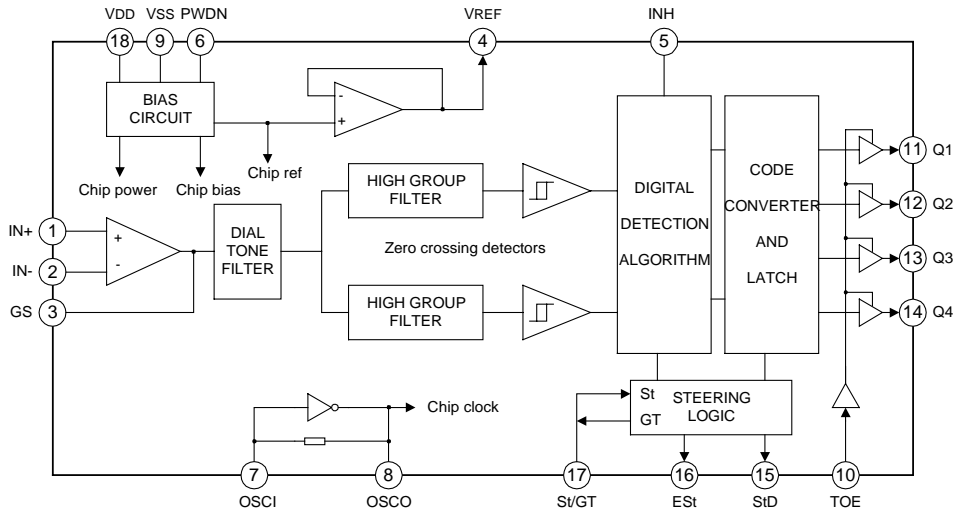 VDD VSS PWDN VREF INH
18 9 6 4 5
BIAS
CIRCUIT
-
+
Chip power
Chip bias
Chip ref
IN+ 1
IN- 2
GS 3
+
-
DIAL
TONE
FILTER
HIGH GROUP
FILTER
Zero crossing detectors
HIGH GROUP
FILTER
DIGITAL
DETECTION
ALGORITHM
CODE
CONVERTER
AND
LATCH
11 Q1
12 Q2
13 Q3
14 Q4
St
GT
STEERING
LOGIC
Chip clock
7 8 17 16 15 10
OSCI OSCO St/GT ESt StD TOE